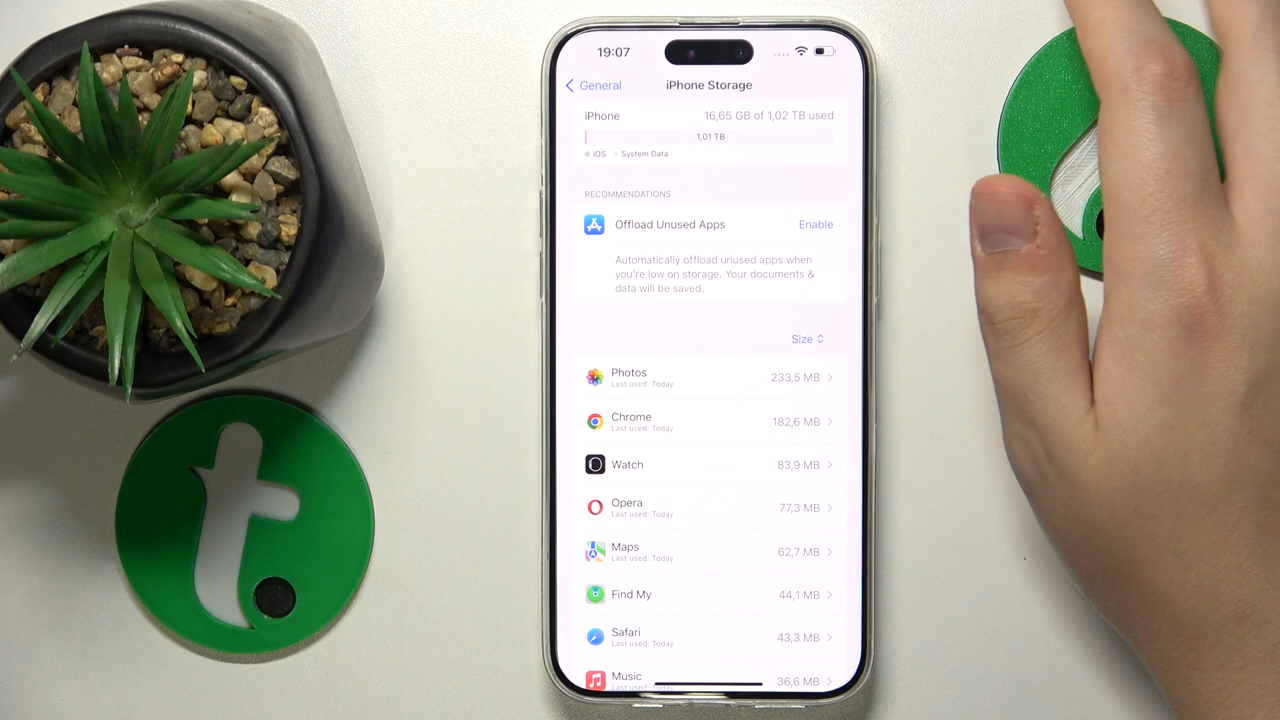 19:07
General
iPhone Storage
iPhone
16,65 GB of 1,02 TB used
1,01 TB
iOS
System Data
RECOMMENDATIONS
Offload Unused Apps
Enable
Automatically offload unused apps when
you're low on storage. Your documents &
data will be saved.
Size
Photos
Last used: Today
233,5 MB
Chrome
Last used: Today
182,6 MB
Watch
83,9 MB
Opera
Last used: Today
77,3 MB
Maps
Last used: Today
62,7 MB
Find My
44,1 MB
Safari
Last used: Today
43,3 MB
Music
Last used: Today
36,6 MB
t.